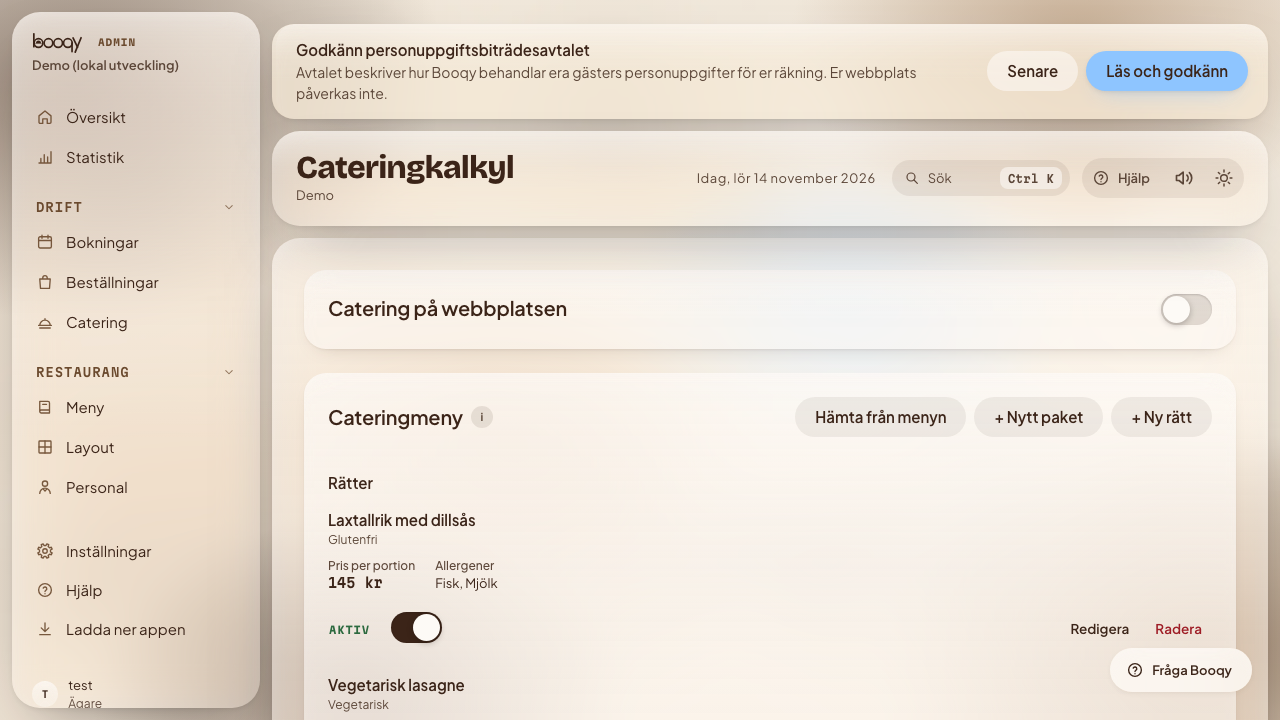 booqy ADMIN
Demo (lokal utveckling)
Översikt
Statistik
DRIFT
Bokningar
Beställningar
Catering
RESTAURANG
Meny
Layout
Personal
Inställningar
Hjälp
Ladda ner appen
T test
Ägare
Godkänn personuppgiftsbiträdesavtalet
Avtalet beskriver hur Booqy behandlar era gästers personuppgifter för er räkning. Er webbplats
påverkas inte.
Senare Läs och godkänn
Cateringkalkyl
Demo
Idag, lör 14 november 2026
Sök Ctrl K
Hjälp
Catering på webbplatsen
Cateringmeny i
Hämta från menyn + Nytt paket + Ny rätt
Rätter
Laxtallrik med dillsås
Glutenfri
Pris per portion Allergener
145 kr Fisk, Mjölk
AKTIV Redigera Radera
Fråga Booqy
Vegetarisk lasagne
Vegetarisk